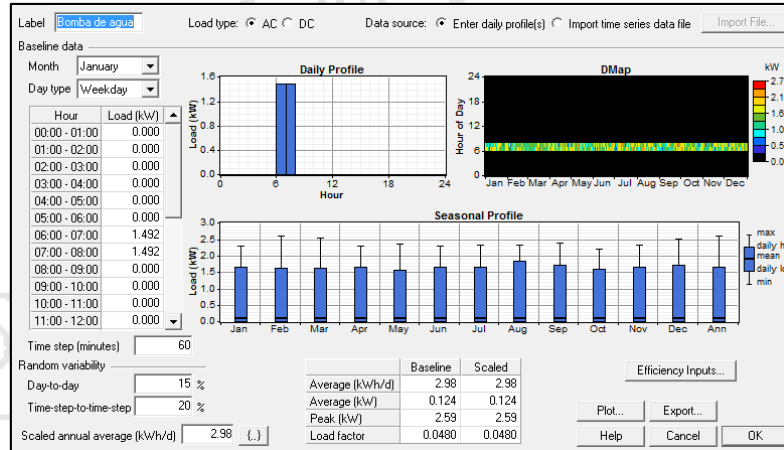 Label Bomba de agua Load type: AC DC Data source: Enter daily profile(s) Import time series data file Import File...
Baseline data
Month January
Day type Weekday
Hour Load (kW)
00:00 - 01:00 0.000
01:00 - 02:00 0.000
02:00 - 03:00 0.000
03:00 - 04:00 0.000
04:00 - 05:00 0.000
05:00 - 06:00 0.000
06:00 - 07:00 1.492
07:00 - 08:00 1.492
08:00 - 09:00 0.000
09:00 - 10:00 0.000
10:00 - 11:00 0.000
11:00 - 12:00 0.000
Time step (minutes) 60
Random variability
Day-to-day 15 %
Time-step-to-time-step 20 %
Scaled annual average (kWh/d) 2.98 {..}
Daily Profile
Load (kW)
1.6
1.2
0.8
0.4
0.0
0 6 12 18 24
Hour
DMap
Hour of Day
24
18
12
6
0
Jan Feb Mar Apr May Jun Jul Aug Sep Oct Nov Dec
kW
2.7
2.1
1.6
1.0
0.5
0.0
Seasonal Profile
Load (kW)
3.0
2.5
2.0
1.5
1.0
0.5
0.0
Jan Feb Mar Apr May Jun Jul Aug Sep Oct Nov Dec Ann
max
daily h
mean
daily lo
min
Baseline Scaled
Average (kWh/d) 2.98 2.98
Average (kW) 0.124 0.124
Peak (kW) 2.59 2.59
Load factor 0.0480 0.0480
Efficiency Inputs...
Plot... Export...
Help Cancel OK